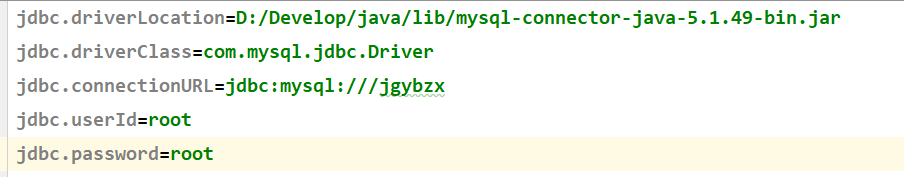 jdbc.driverLocation=D:/Develop/java/lib/mysql-connector-java-5.1.49-bin.jar
jdbc.driverClass=com.mysql.jdbc.Driver
jdbc.connectionURL=jdbc:mysql:///jgybzx
jdbc.userId=root
jdbc.password=root